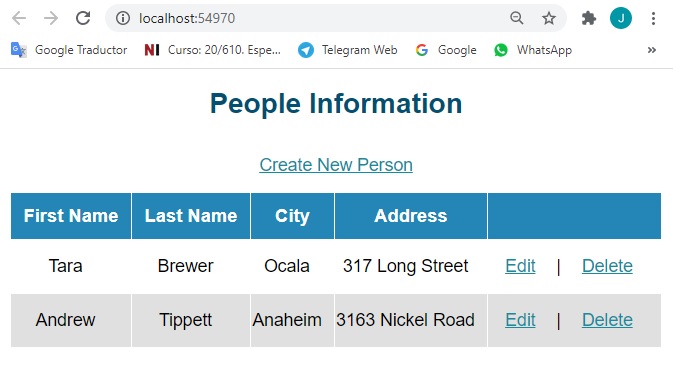 localhost:54970
J
Google Traductor NI Curso: 20/610. Espe... Telegram Web G Google WhatsApp »
People Information
Create New Person
First Name Last Name City Address
Tara Brewer Ocala 317 Long Street Edit | Delete
Andrew Tippett Anaheim 3163 Nickel Road Edit | Delete